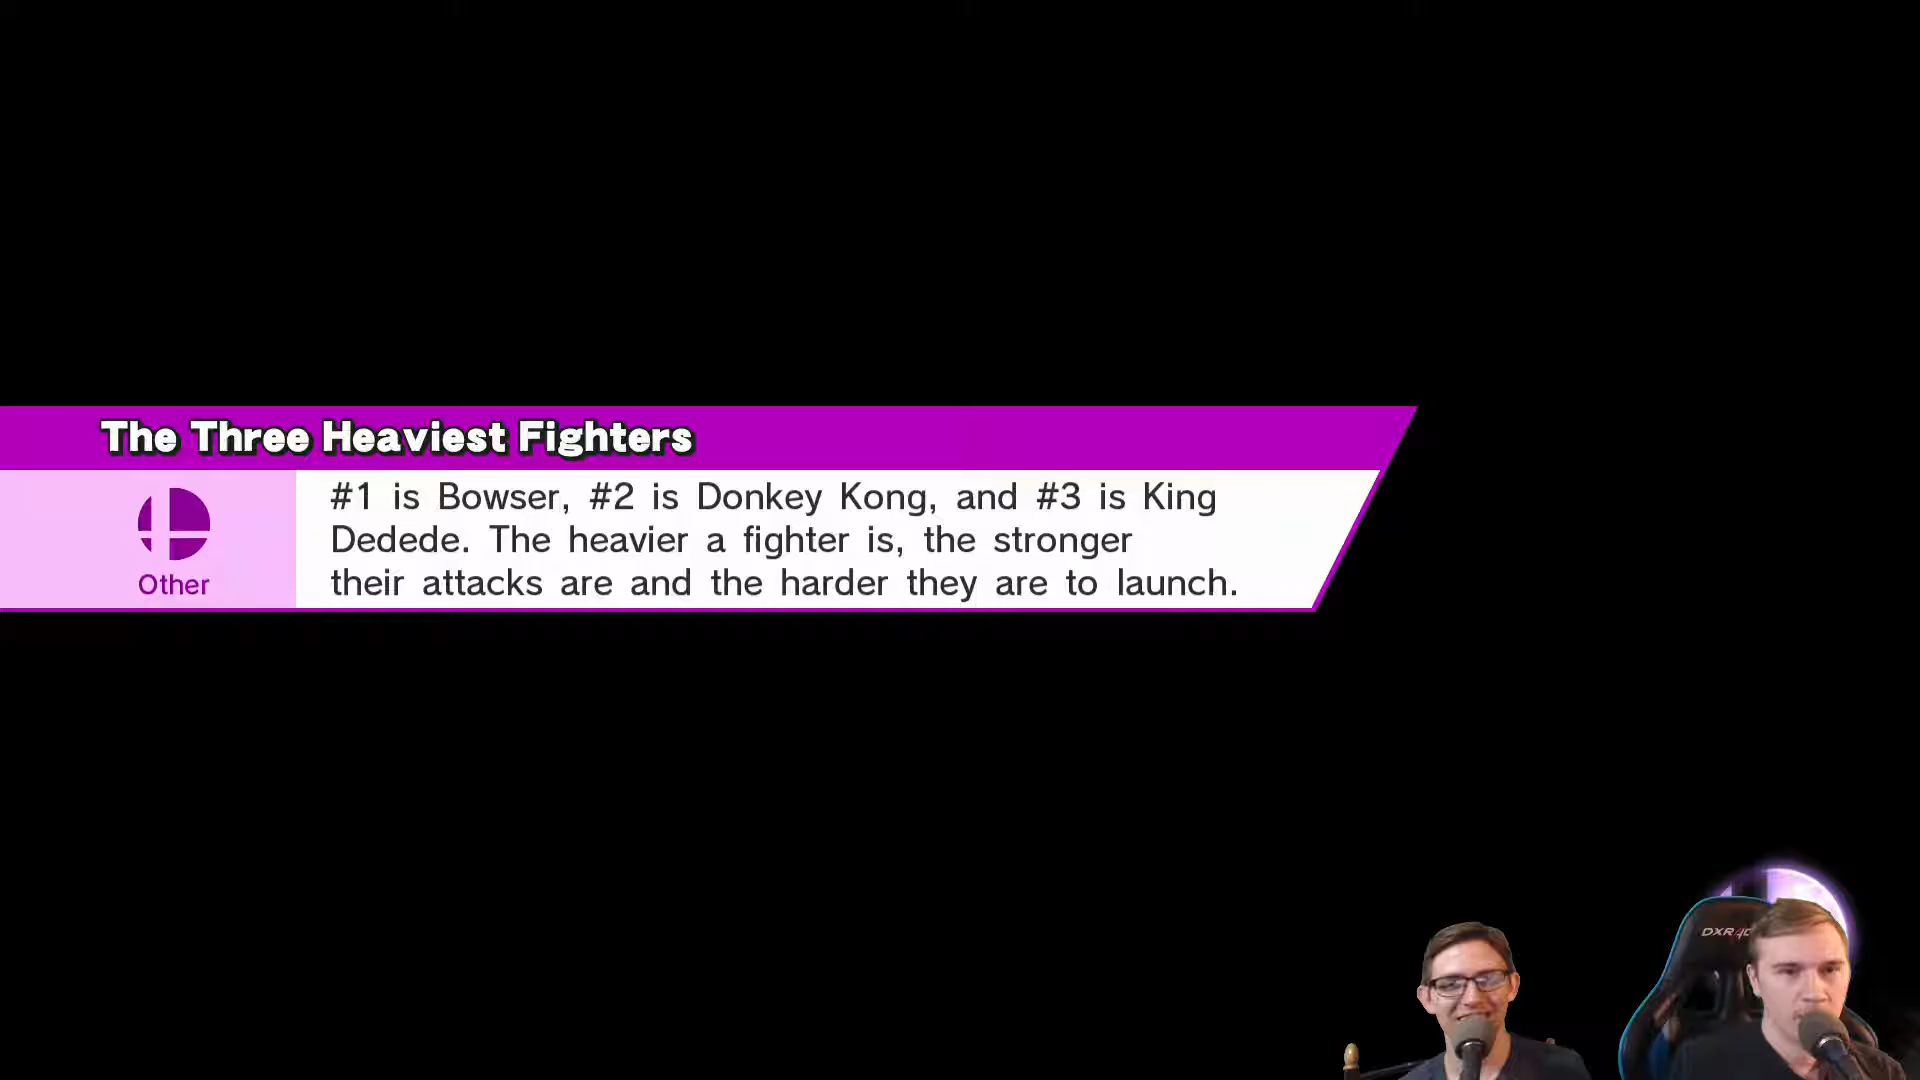 The Three Heaviest Fighters
#1 is Bowser, #2 is Donkey Kong, and #3 is King
Dedede. The heavier a fighter is, the stronger
their attacks are and the harder they are to launch.
Other